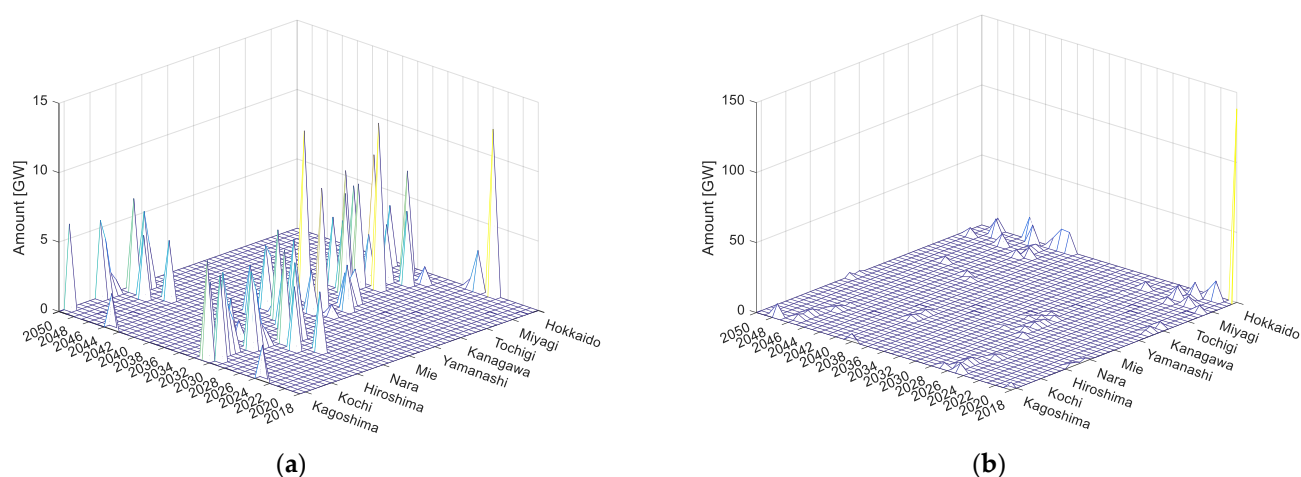 15
10
5
0
Amount [GW]
2050
2048
2046
2044
2042
2040
2038
2036
2034
2032
2030
2028
2026
2024
2022
2020
2018
Hokkaido
Miyagi
Tochigi
Kanagawa
Yamanashi
Mie
Nara
Hiroshima
Kochi
Kagoshima
(a)
150
100
50
0
Amount [GW]
2050
2048
2046
2044
2042
2040
2038
2036
2034
2032
2030
2028
2026
2024
2022
2020
2018
Hokkaido
Miyagi
Tochigi
Kanagawa
Yamanashi
Mie
Nara
Hiroshima
Kochi
Kagoshima
(b)